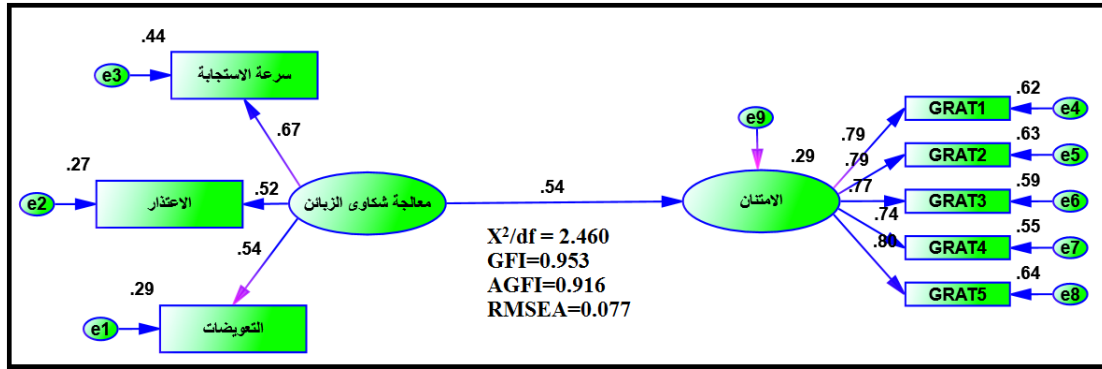 .44
e3
سرعة الاستجابة
.67
.27
e2
الاعتذار
.52
معالجة شكاوى الزبائن
.54
.29
e1
التعويضات
.54
X²/df = 2.460
GFI=0.953
AGFI=0.916
RMSEA=0.077
e9
.29
الامتنان
.79
.62
GRAT1
e4
.79
.63
GRAT2
e5
.77
.59
GRAT3
e6
.74
.55
GRAT4
e7
.80
.64
GRAT5
e8